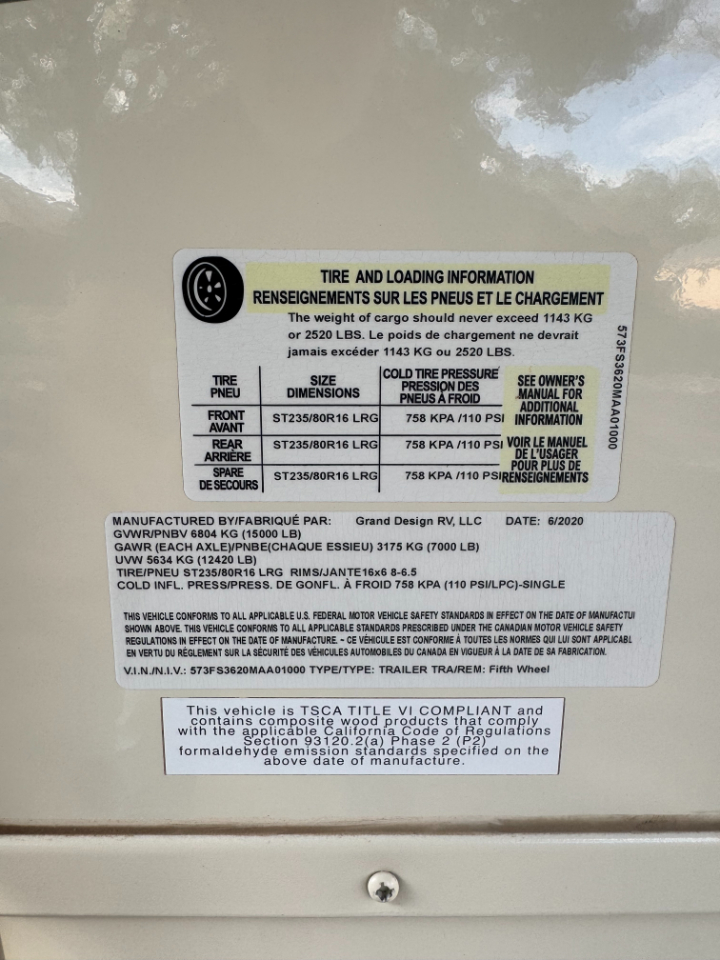 TIRE AND LOADING INFORMATION
RENSEIGNEMENTS SUR LES PNEUS ET LE CHARGEMENT
The weight of cargo should never exceed 1143 KG
or 2520 LBS. Le poids de chargement ne devrait
jamais excéder 1143 KG ou 2520 LBS.
573FS3620MAA01000
TIRE
PNEU
SIZE
DIMENSIONS
COLD TIRE PRESSURE
PRESSION DES
PNEUS À FROID
FRONT
AVANT
ST235/80R16 LRG
758 KPA /110 PSI
REAR
ARRIÈRE
ST235/80R16 LRG
758 KPA /110 PSI
SPARE
DE SECOURS
ST235/80R16 LRG
758 KPA /110 PSI
SEE OWNER'S
MANUAL FOR
ADDITIONAL
INFORMATION
VOIR LE MANUEL
DE L'USAGER
POUR PLUS DE
RENSEIGNEMENTS
MANUFACTURED BY/FABRIQUÉ PAR: Grand Design RV, LLC DATE: 6/2020
GVWR/PNBV 6804 KG (15000 LB)
GAWR (EACH AXLE)/PNBE(CHAQUE ESSIEU) 3175 KG (7000 LB)
UVW 5634 KG (12420 LB)
TIRE/PNEU ST235/80R16 LRG RIMS/JANTE16x6 8-6.5
COLD INFL. PRESS/PRESS. DE GONFL. À FROID 758 KPA (110 PSI/LPC)-SINGLE
THIS VEHICLE CONFORMS TO ALL APPLICABLE U.S. FEDERAL MOTOR VEHICLE SAFETY STANDARDS IN EFFECT ON THE DATE OF MANUFACTU
SHOWN ABOVE. THIS VEHICLE CONFORMS TO ALL APPLICABLE STANDARDS PRESCRIBED UNDER THE CANADIAN MOTOR VEHICLE SAFETY
REGULATIONS IN EFFECT ON THE DATE OF MANUFACTURE. ~ CE VÉHICULE EST CONFORME À TOUTES LES NORMES QUI LUI SONT APPLICABL
EN VERTU DU RÈGLEMENT SUR LA SÉCURITÉ DES VÉHICULES AUTOMOBILES DU CANADA EN VIGUEUR À LA DATE DE SA FABRICATION.
V.I.N./N.I.V.: 573FS3620MAA01000 TYPE/TYPE: TRAILER TRA/REM: Fifth Wheel
This vehicle is TSCA TITLE VI COMPLIANT and
contains composite wood products that comply
with the applicable California Code of Regulations
Section 93120.2(a) Phase 2 (P2)
formaldehyde emission standards specified on the
above date of manufacture.